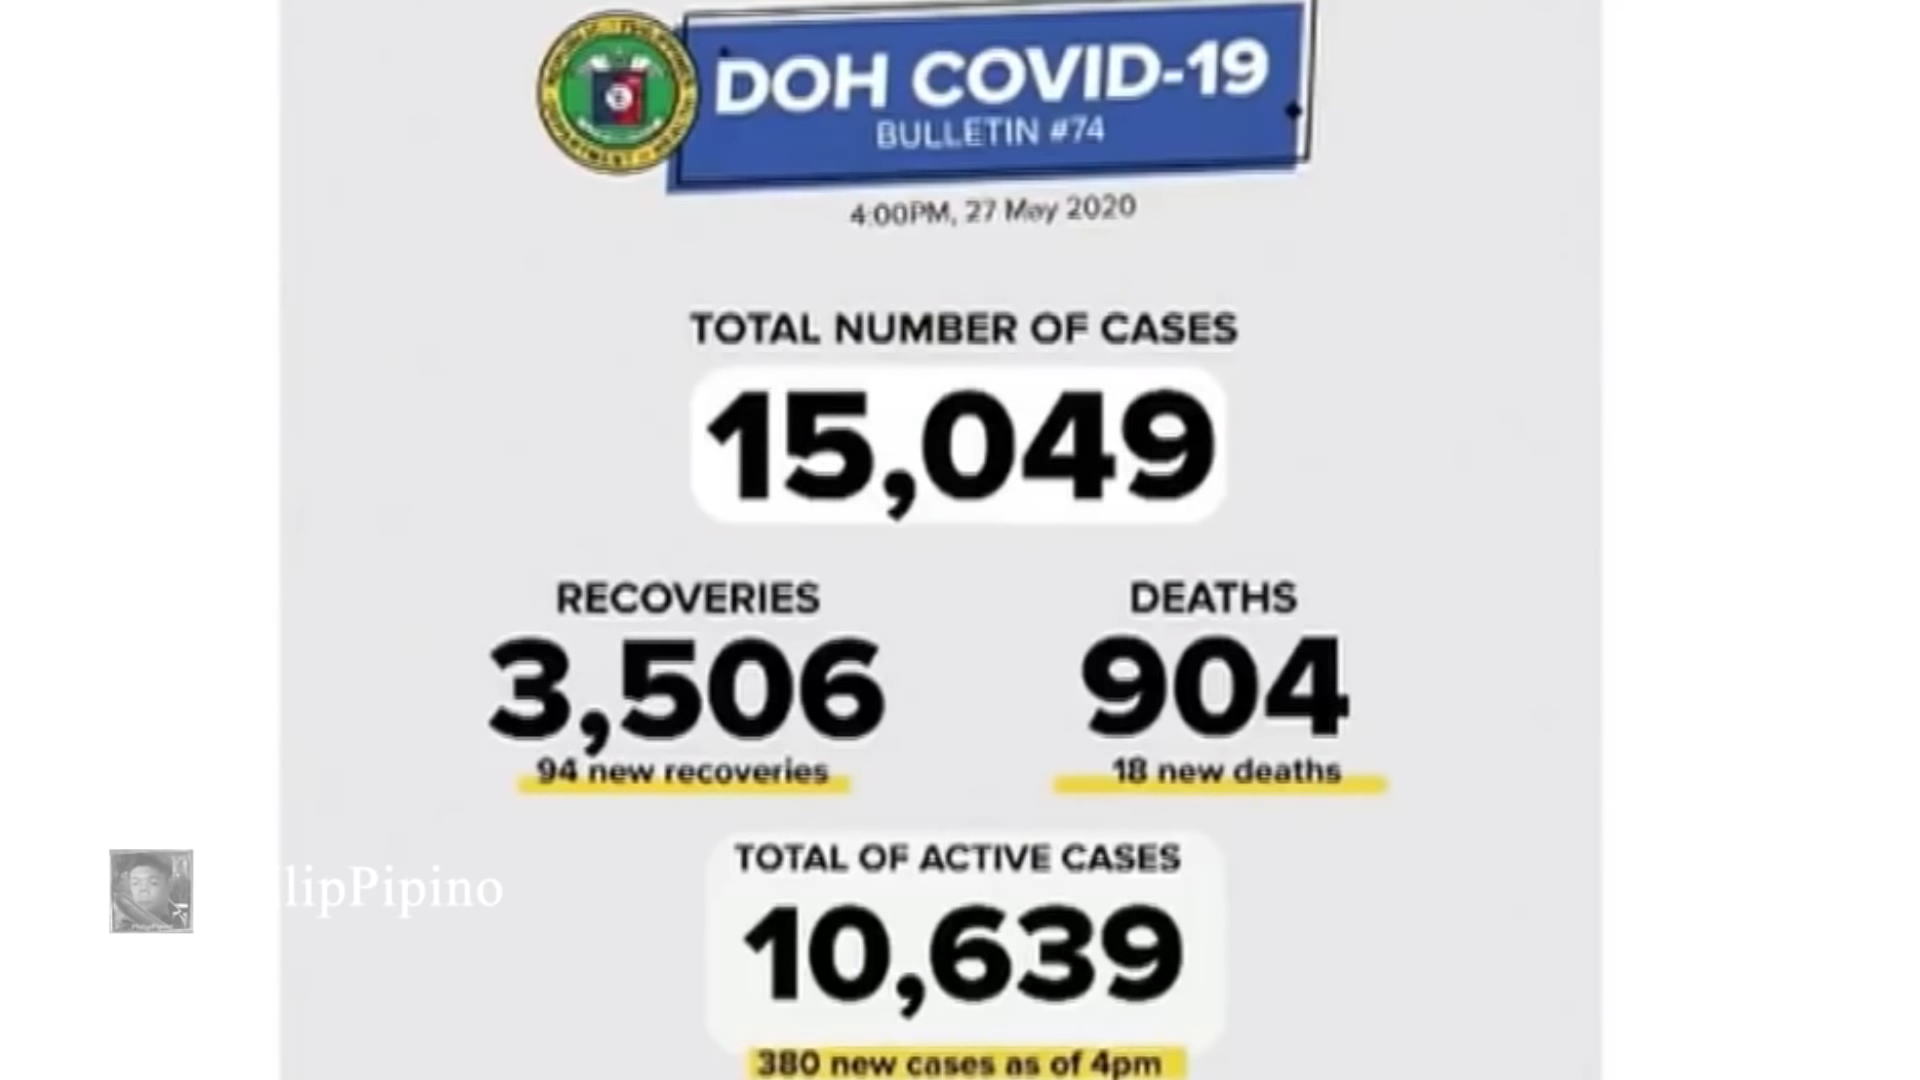 DOH COVID-19
BULLETIN #74
4:00PM, 27 May 2020
TOTAL NUMBER OF CASES
15,049
RECOVERIES
3,506
94 new recoveries
DEATHS
904
18 new deaths
TOTAL OF ACTIVE CASES
10,639
380 new cases as of 4pm
lipPipino